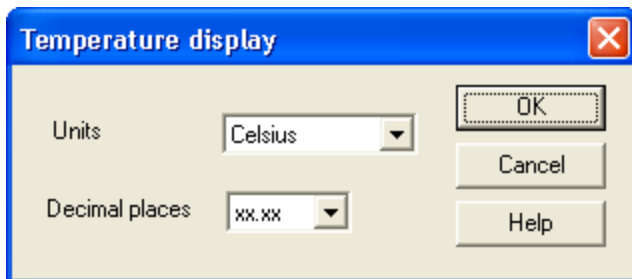 Temperature display
Units
Celsius
OK
Cancel
Decimal places
xx.xx
Help